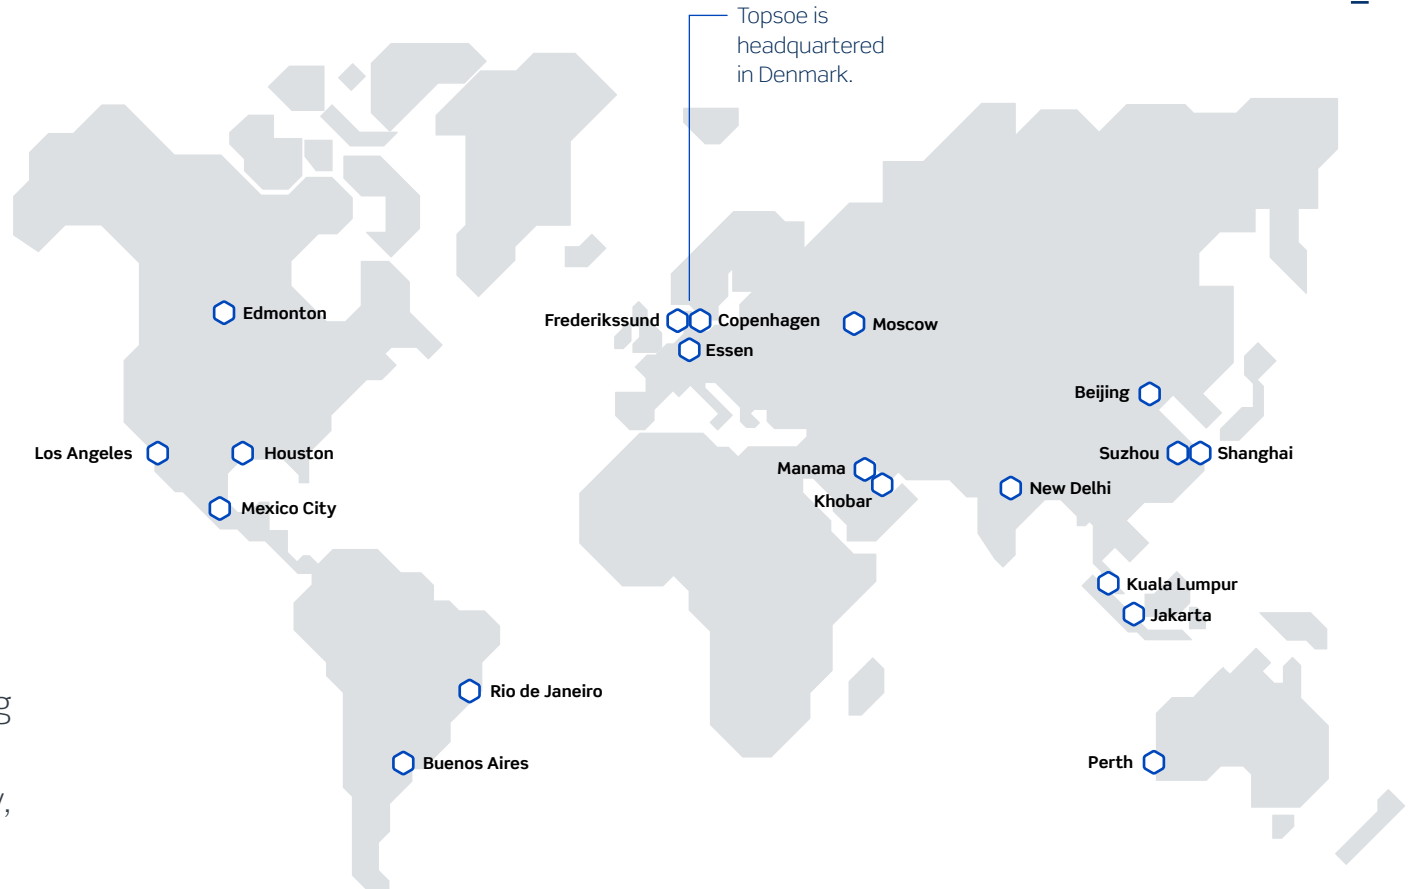 Topsoe is
headquartered
in Denmark.
Edmonton
Frederikssund
Copenhagen
Moscow
Essen
Beijing
Los Angeles
Houston
Suzhou
Shanghai
Manama
Khobar
New Delhi
Mexico City
Kuala Lumpur
Jakarta
Rio de Janeiro
Buenos Aires
Perth